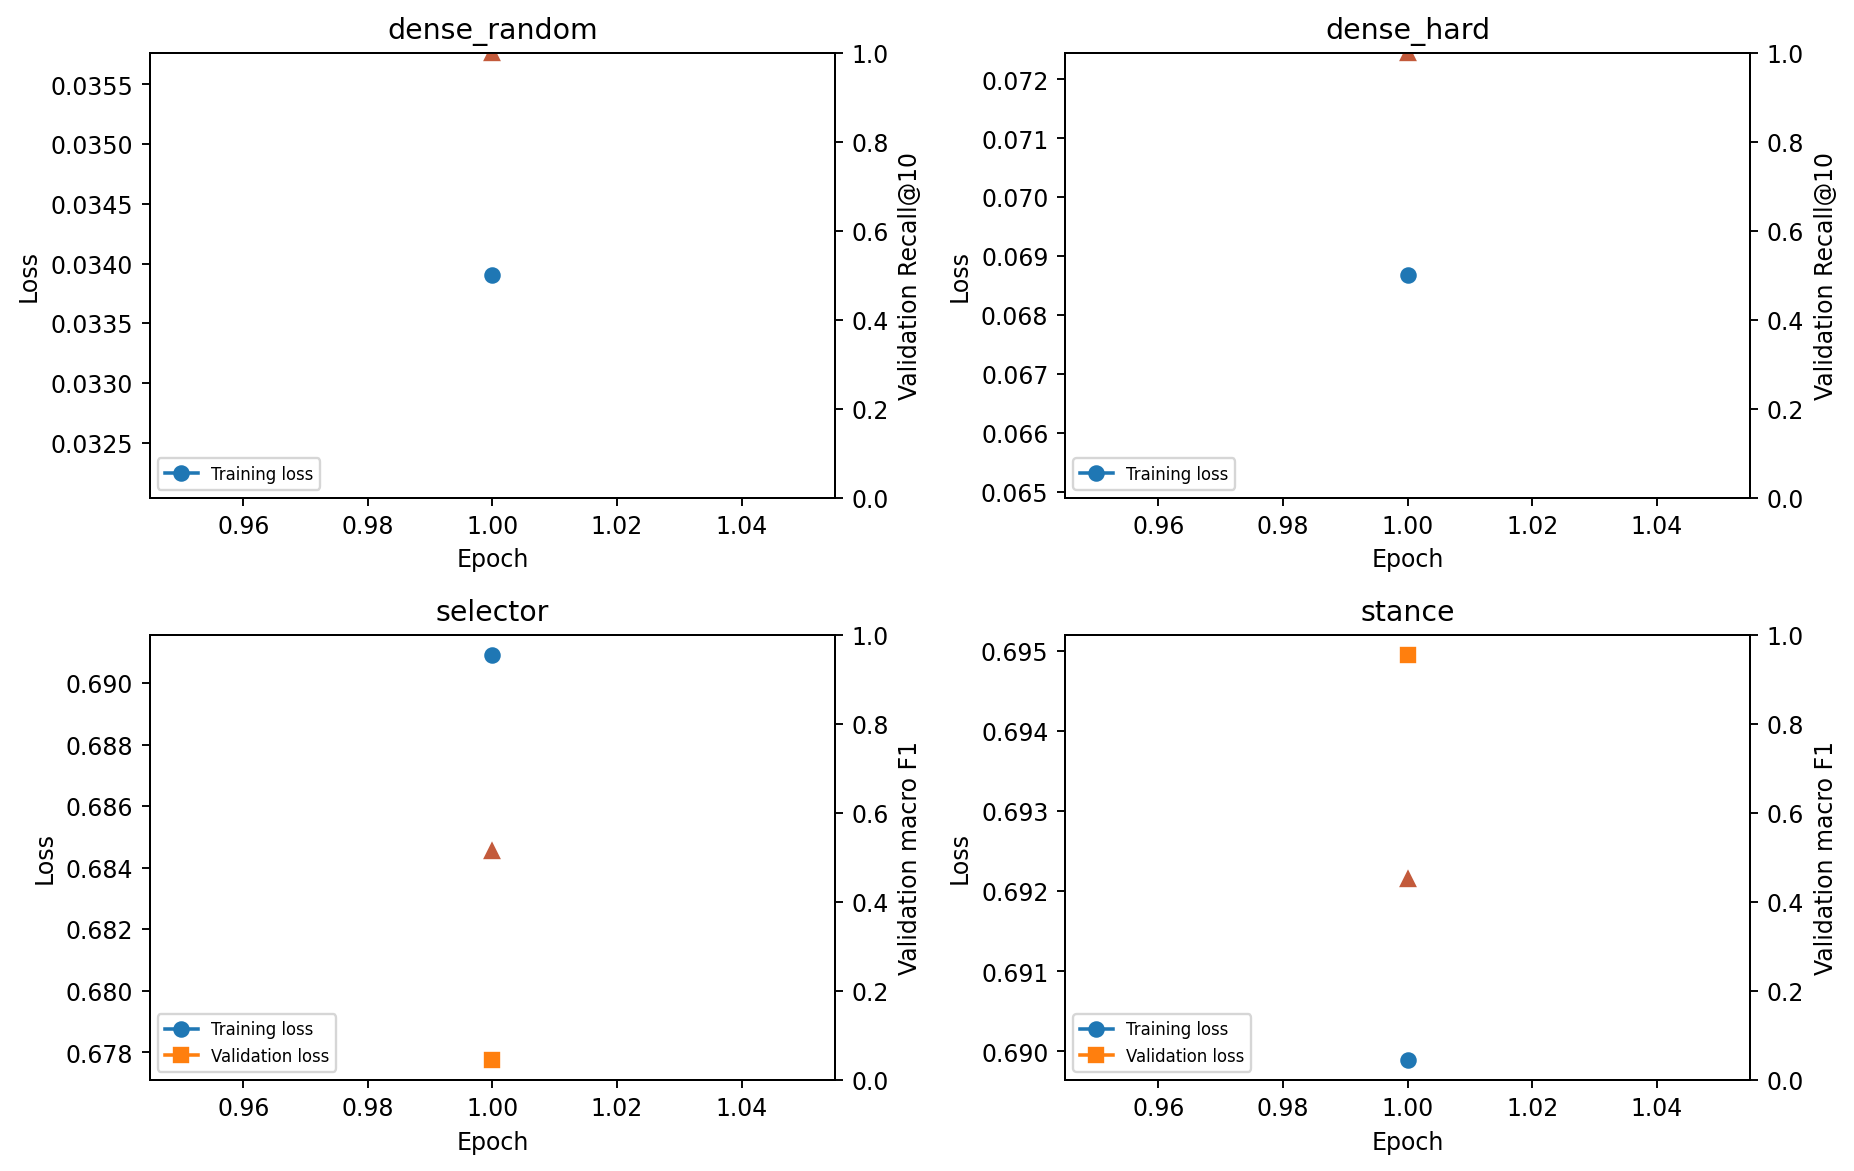 dense_random
0.0355
0.0350
0.0345
0.0340
0.0335
0.0330
0.0325
Loss
1.0
0.8
0.6
0.4
0.2
0.0
Validation Recall@10
Training loss
0.96 0.98 1.00 1.02 1.04
Epoch
dense_hard
0.072
0.071
0.070
0.069
0.068
0.067
0.066
0.065
Loss
1.0
0.8
0.6
0.4
0.2
0.0
Validation Recall@10
Training loss
0.96 0.98 1.00 1.02 1.04
Epoch
selector
0.690
0.688
0.686
0.684
0.682
0.680
0.678
Loss
1.0
0.8
0.6
0.4
0.2
0.0
Validation macro F1
Training loss
Validation loss
0.96 0.98 1.00 1.02 1.04
Epoch
stance
0.695
0.694
0.693
0.692
0.691
0.690
Loss
1.0
0.8
0.6
0.4
0.2
0.0
Validation macro F1
Training loss
Validation loss
0.96 0.98 1.00 1.02 1.04
Epoch